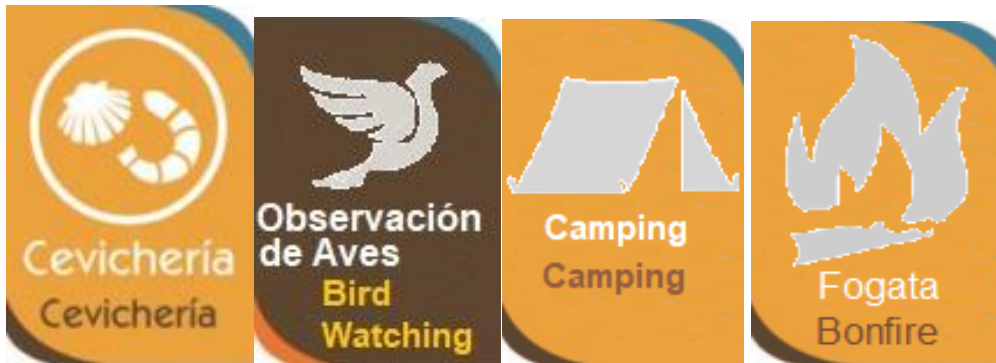 Cevichería
Cevichería
Observación
de Aves
Bird
Watching
Camping
Camping
Fogata
Bonfire